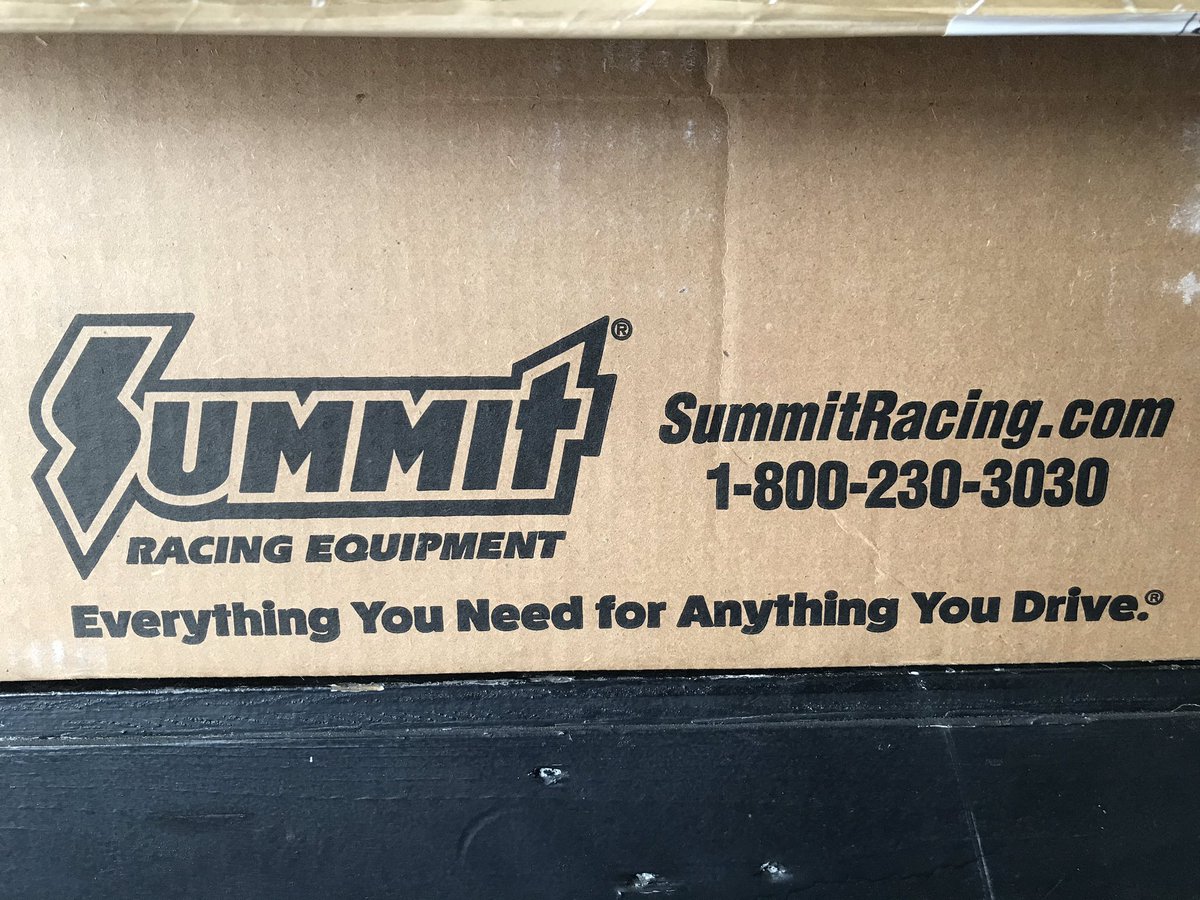 Summit®
RACING EQUIPMENT
SummitRacing.com
1-800-230-3030
Everything You Need for Anything You Drive.®